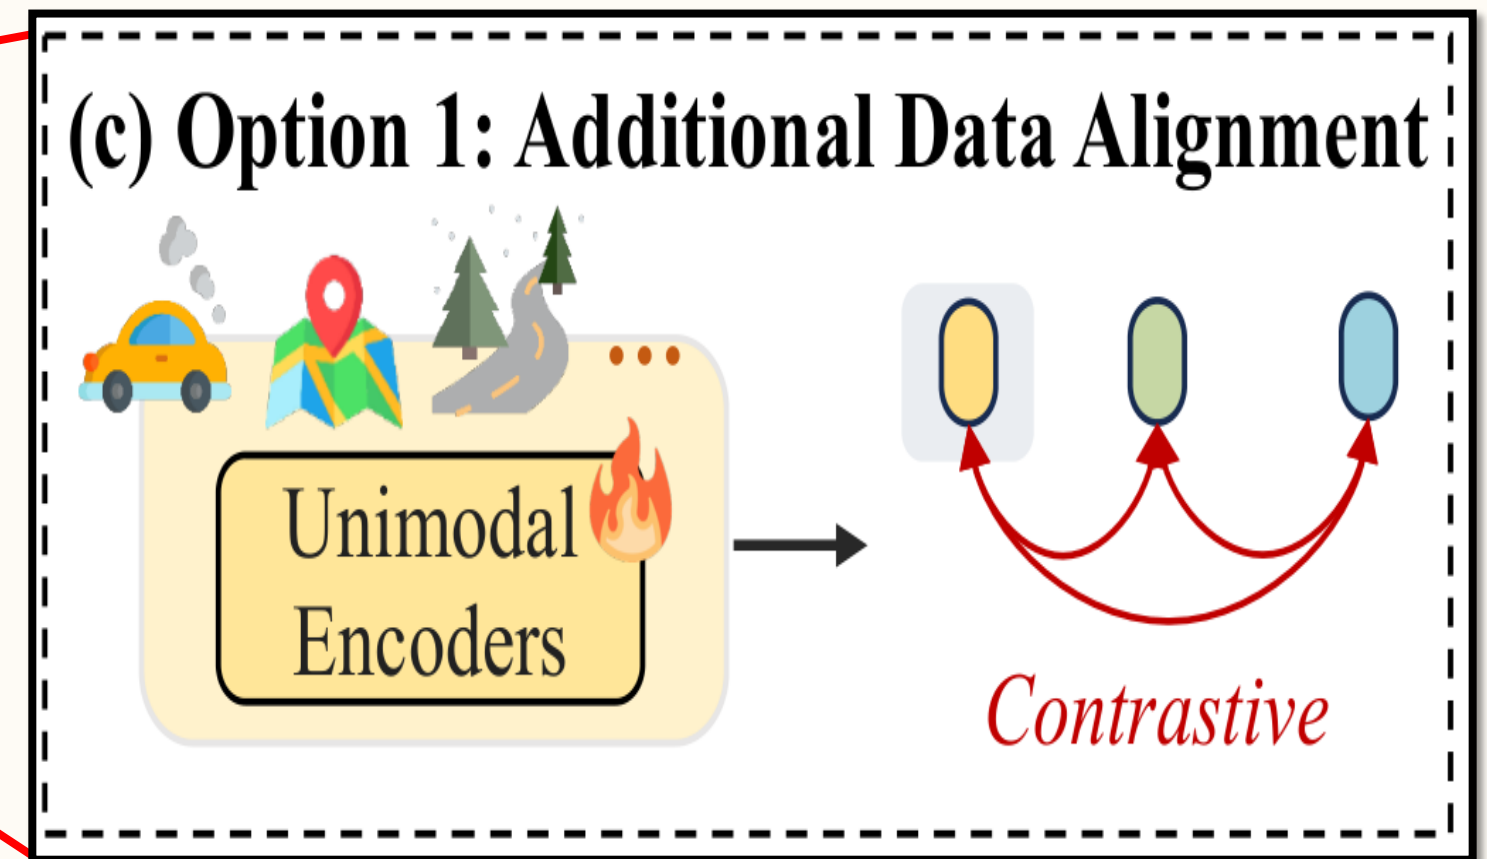 (c) Option 1: Additional Data Alignment
Unimodal
Encoders
Contrastive